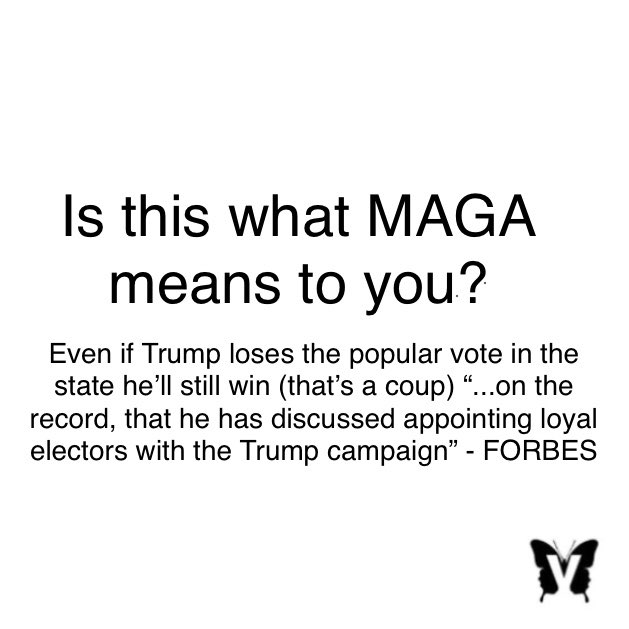 Is this what MAGA
means to you?
Even if Trump loses the popular vote in the
state he’ll still win (that’s a coup) “...on the
record, that he has discussed appointing loyal
electors with the Trump campaign” - FORBES
V